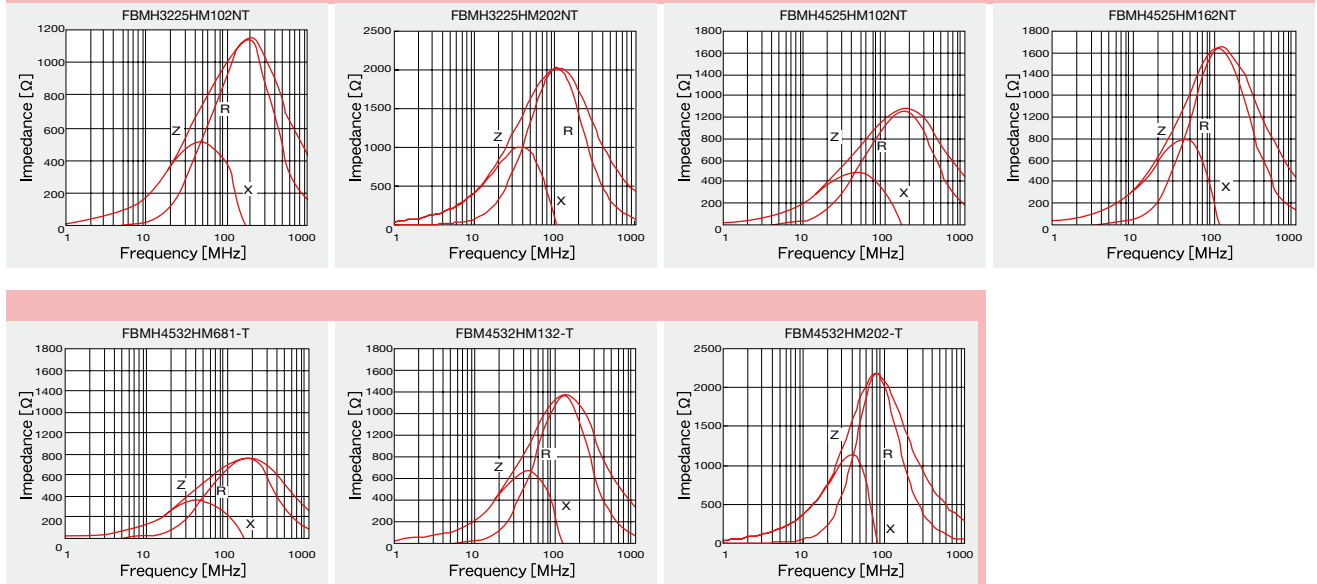 FBMH3225HM102NT
Impedance [Ω]
1200
1000
800
600
400
200
0
Z
R
X
1
10
100
1000
Frequency [MHz]
FBMH3225HM202NT
Impedance [Ω]
2500
2000
1500
1000
500
0
Z
R
X
1
10
100
1000
Frequency [MHz]
FBMH4525HM102NT
Impedance [Ω]
1800
1600
1400
1200
1000
800
600
400
200
0
Z
R
X
1
10
100
1000
Frequency [MHz]
FBMH4525HM162NT
Impedance [Ω]
1800
1600
1400
1200
1000
800
600
400
200
0
Z
R
X
1
10
100
1000
Frequency [MHz]
FBMH4532HM681-T
Impedance [Ω]
1800
1600
1400
1200
1000
800
600
400
200
0
Z
R
X
1
10
100
1000
Frequency [MHz]
FBM4532HM132-T
Impedance [Ω]
1800
1600
1400
1200
1000
800
600
400
200
0
Z
R
X
1
10
100
1000
Frequency [MHz]
FBM4532HM202-T
Impedance [Ω]
2500
2000
1500
1000
500
0
Z
R
X
1
10
100
1000
Frequency [MHz]